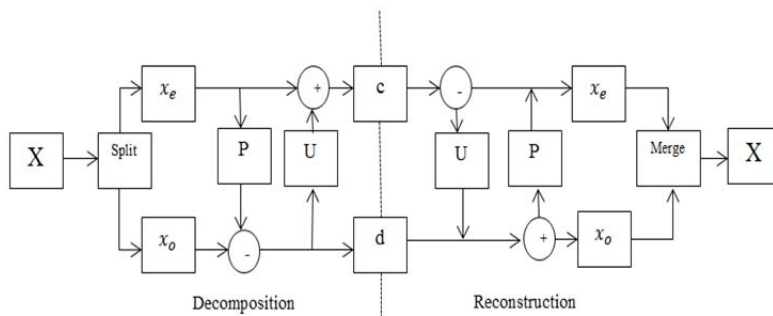 X
Split
x_e
P
x_o
-
+
U
c
d
-
U
P
+
x_e
x_o
Merge
X
Decomposition
Reconstruction